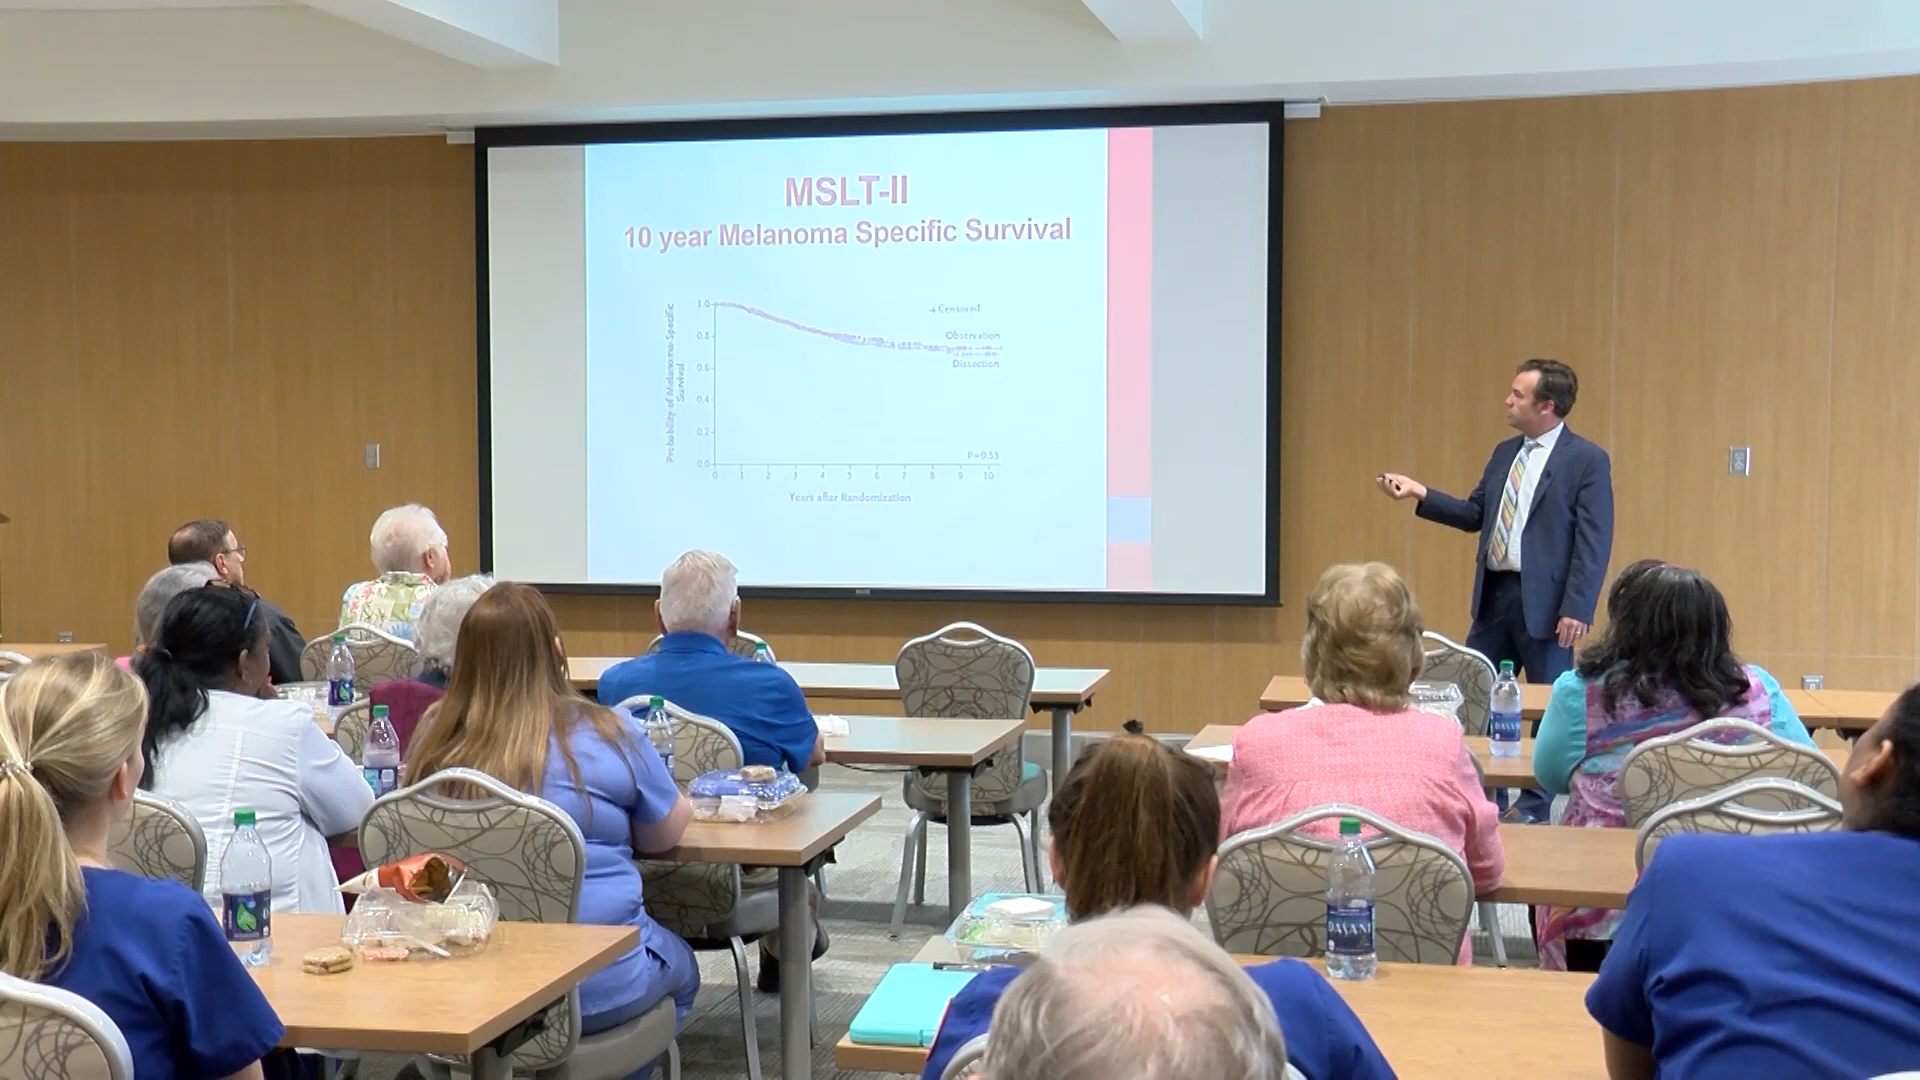 MSLT-II
10 year Melanoma Specific Survival
Probability of Melanoma-Specific
Survival
1.0
0.8
0.6
0.4
0.2
0.0
+ Censored
Observation
Dissection
P=0.55
0 1 2 3 4 5 6 7 8 9 10
Years after Randomization
DASANI
DASANI